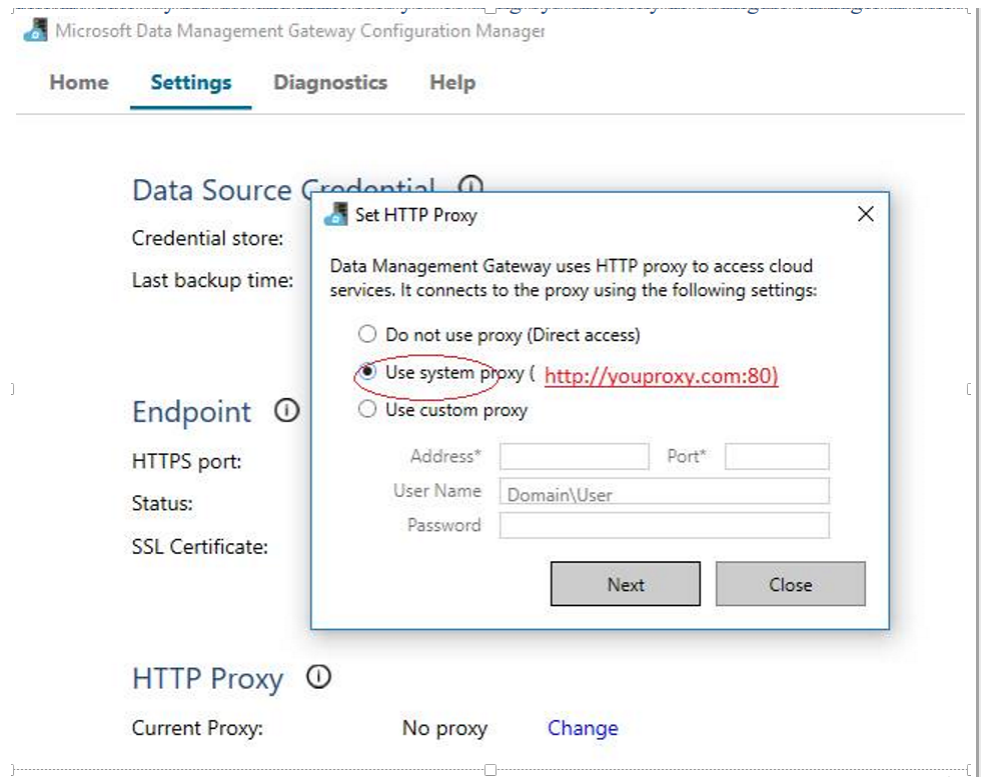 Microsoft Data Management Gateway Configuration Manager
Home Settings Diagnostics Help
Data Source Credential
Credential store:
Last backup time:
Set HTTP Proxy
Data Management Gateway uses HTTP proxy to access cloud
services. It connects to the proxy using the following settings:
Do not use proxy (Direct access)
Use system proxy ( http://youproxy.com:80)
Use custom proxy
Address* Port*
User Name Domain\User
Password
Next Close
Endpoint
HTTPS port:
Status:
SSL Certificate:
HTTP Proxy
Current Proxy: No proxy Change